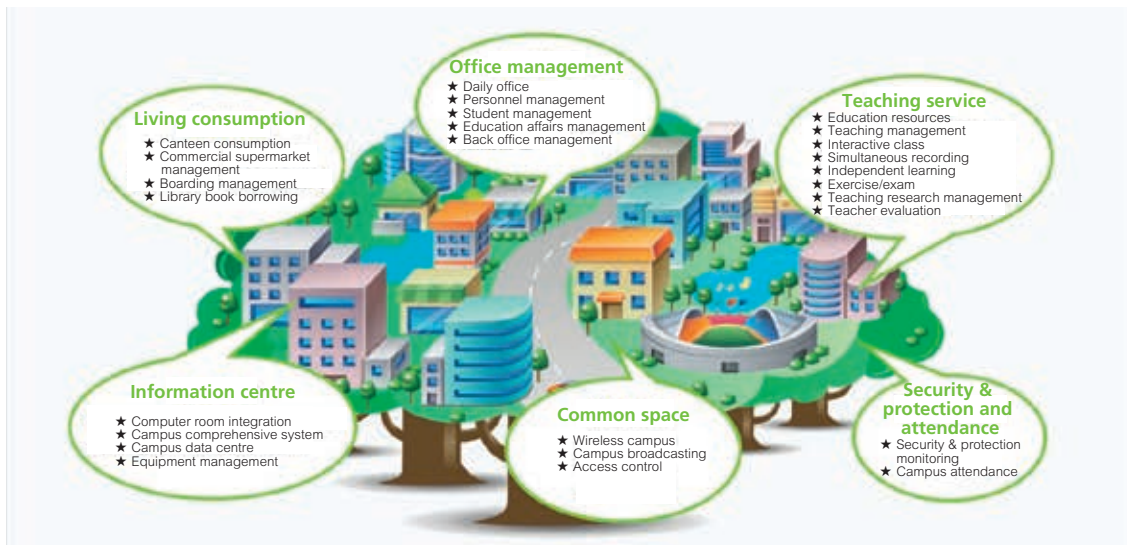 Office management
★ Daily office
★ Personnel management
★ Student management
★ Education affairs management
★ Back office management
Living consumption
★ Canteen consumption
★ Commercial supermarket
management
★ Boarding management
★ Library book borrowing
Teaching service
★ Education resources
★ Teaching management
★ Interactive class
★ Simultaneous recording
★ Independent learning
★ Exercise/exam
★ Teaching research management
★ Teacher evaluation
Information centre
★ Computer room integration
★ Campus comprehensive system
★ Campus data centre
★ Equipment management
Common space
★ Wireless campus
★ Campus broadcasting
★ Access control
Security &
protection and
attendance
★ Security & protection
monitoring
★ Campus attendance